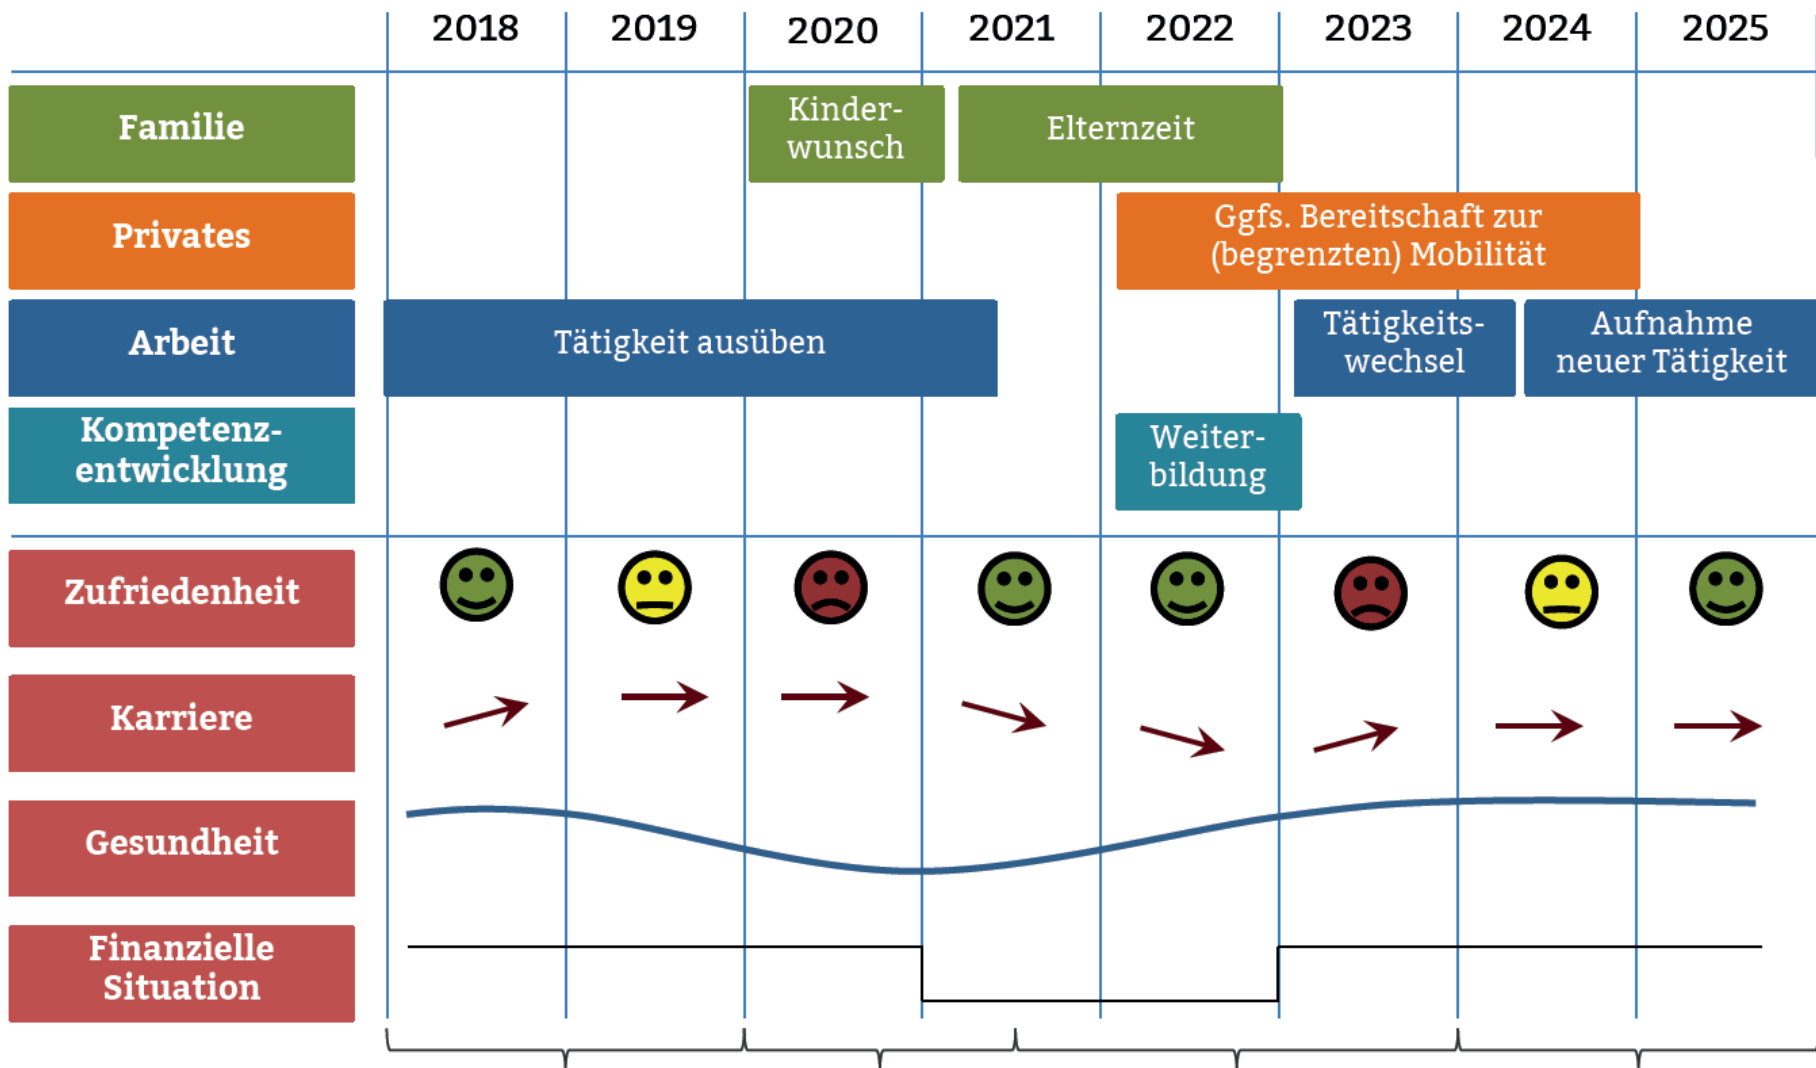 2018 2019 2020 2021 2022 2023 2024 2025
Familie
Kinder-
wunsch
Elternzeit
Privates
Ggfs. Bereitschaft zur
(begrenzten) Mobilität
Arbeit
Tätigkeit ausüben
Tätigkeits-
wechsel
Aufnahme
neuer Tätigkeit
Kompetenz-
entwicklung
Weiter-
bildung
Zufriedenheit
Karriere
Gesundheit
Finanzielle
Situation